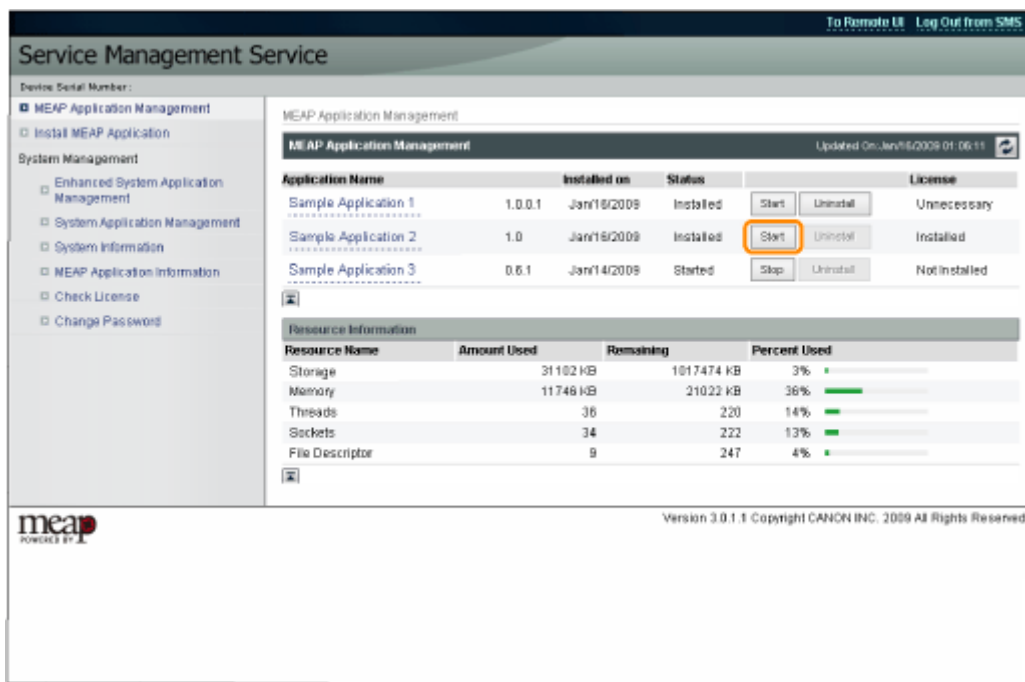 To Remote UI Log Out from SMS
Service Management Service
Device Serial Number:
MEAP Application Management
Install MEAP Application
System Management
Enhanced System Application
Management
System Application Management
System Information
MEAP Application Information
Check License
Change Password
MEAP Application Management
MEAP Application Management Updated On:Jan/16/2009 01:06:11
Application Name Installed on Status License
Sample Application 1 1.0.0.1 Jan/16/2009 Installed Start Uninstall Unnecessary
Sample Application 2 1.0 Jan/16/2009 Installed Start Uninstall Installed
Sample Application 3 0.6.1 Jan/14/2009 Started Stop Uninstall Not Installed
Resource Information
Resource Name Amount Used Remaining Percent Used
Storage 31102 KB 1017474 KB 3%
Memory 11746 KB 21022 KB 36%
Threads 36 220 14%
Sockets 34 222 13%
File Descriptor 9 247 4%
meap
POWERED BY
Version 3.0.1.1 Copyright CANON INC. 2009 All Rights Reserved